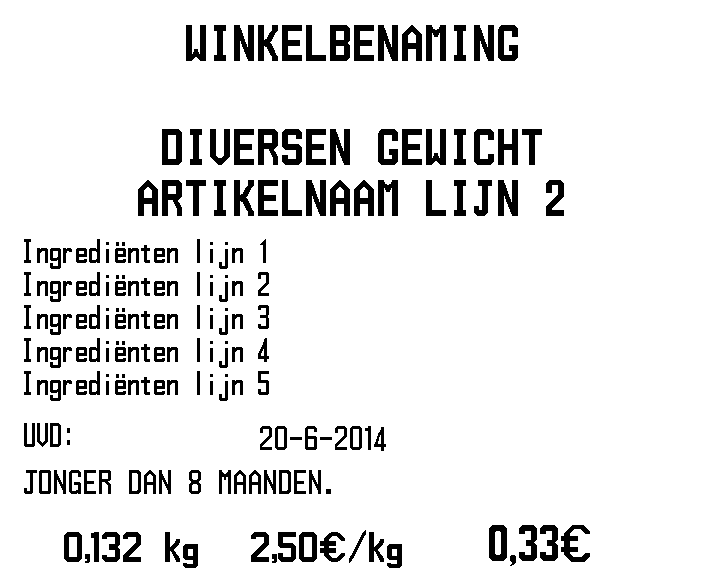 WINKELBENAMING
DIVERSEN GEWICHT
ARTIKELNAAM LIJN 2
Ingrediënten lijn 1
Ingrediënten lijn 2
Ingrediënten lijn 3
Ingrediënten lijn 4
Ingrediënten lijn 5
UVD: 20-6-2014
JONGER DAN 8 MAANDEN.
0,132 kg 2,50€/kg 0,33€